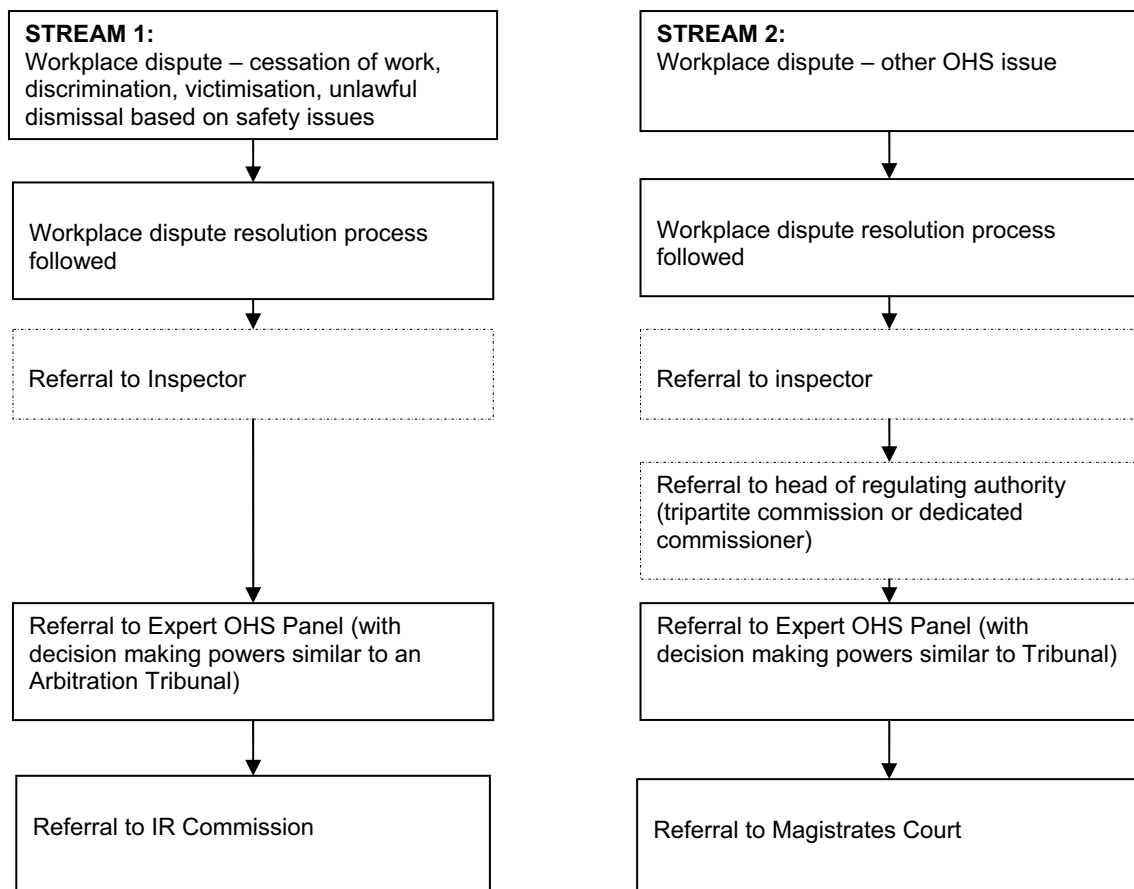 STREAM 1:
Workplace dispute – cessation of work,
discrimination, victimisation, unlawful
dismissal based on safety issues
Workplace dispute resolution process
followed
Referral to Inspector
Referral to Expert OHS Panel (with
decision making powers similar to an
Arbitration Tribunal)
Referral to IR Commission
STREAM 2:
Workplace dispute – other OHS issue
Workplace dispute resolution process
followed
Referral to inspector
Referral to head of regulating authority
(tripartite commission or dedicated
commissioner)
Referral to Expert OHS Panel (with
decision making powers similar to Tribunal)
Referral to Magistrates Court